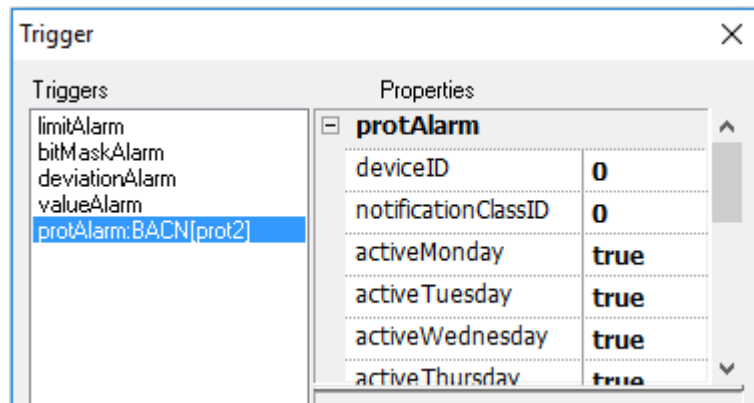 Trigger
Triggers
Properties
limitAlarm
bitMaskAlarm
deviationAlarm
valueAlarm
protAlarm:BACN[prot2]
protAlarm
deviceID 0
notificationClassID 0
activeMonday true
activeTuesday true
activeWednesday true
activeThursday true